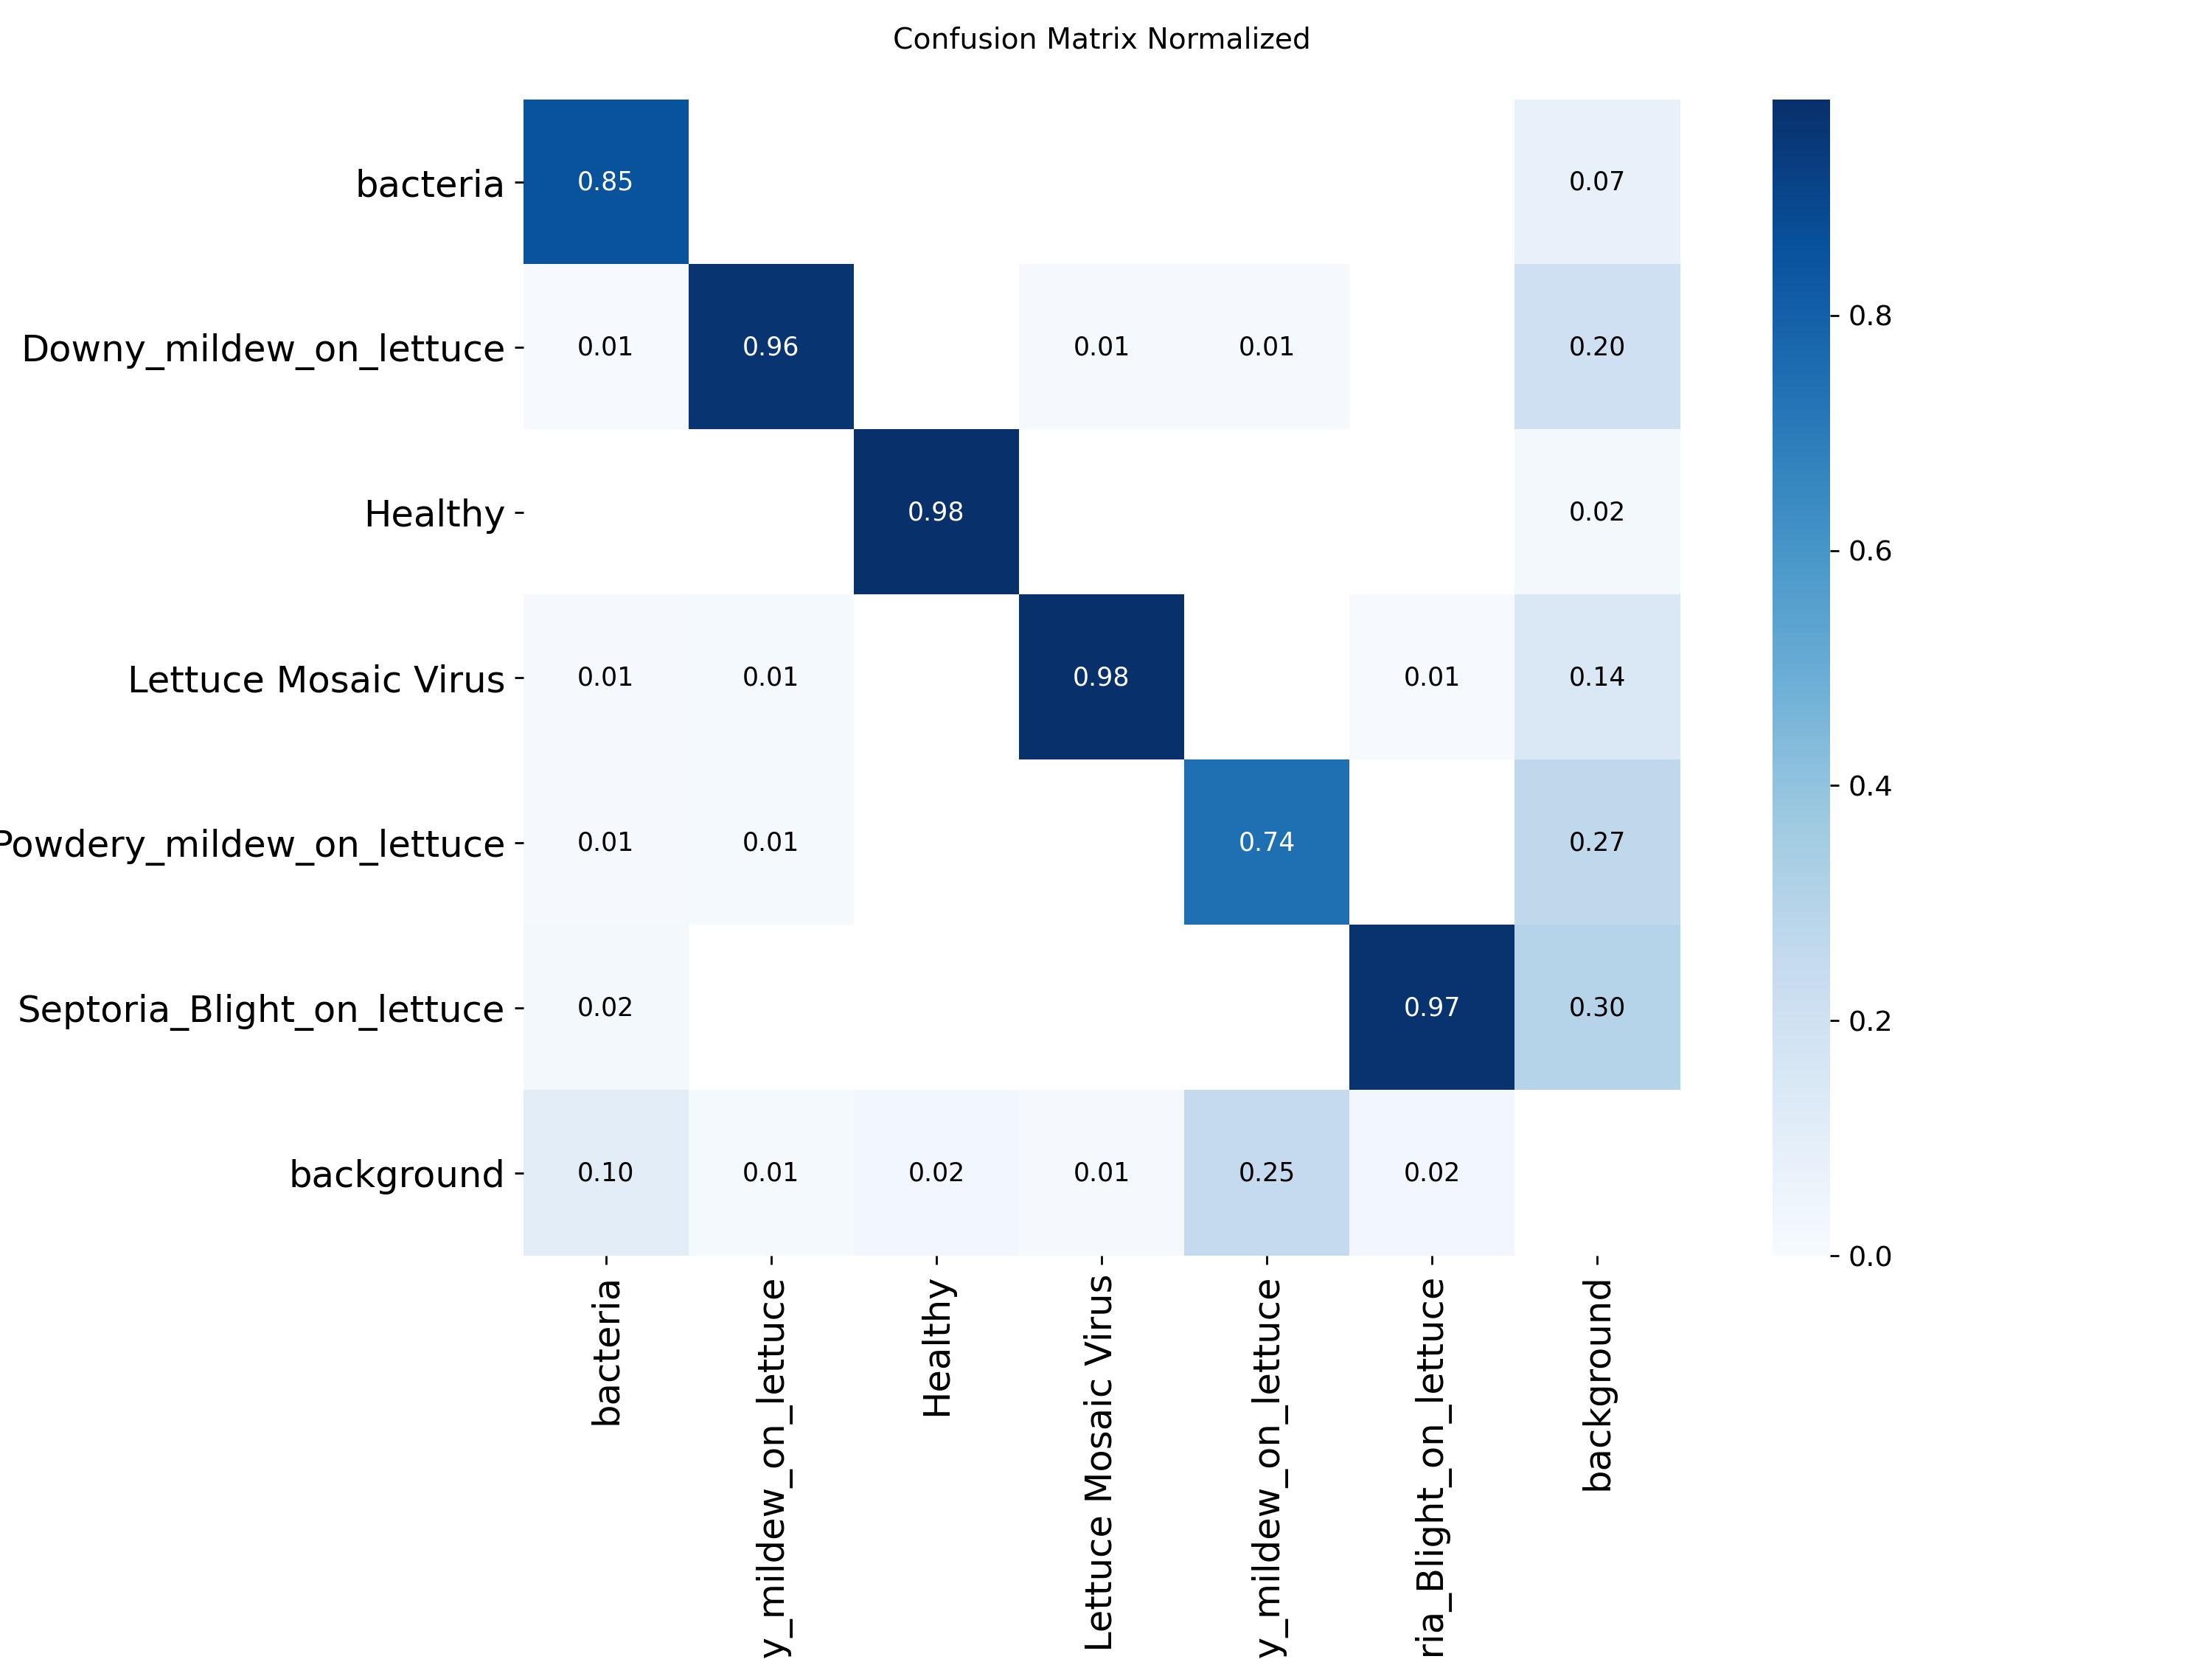 Confusion Matrix Normalized
bacteria
0.85
0.07
Downy_mildew_on_lettuce
0.01
0.96
0.01
0.01
0.20
0.8
Healthy
0.98
0.02
0.6
Lettuce Mosaic Virus
0.01
0.01
0.98
0.01
0.14
0.4
Powdery_mildew_on_lettuce
0.01
0.01
0.74
0.27
Septoria_Blight_on_lettuce
0.02
0.97
0.30
0.2
background
0.10
0.01
0.02
0.01
0.25
0.02
0.0
bacteria
y_mildew_on_lettuce
Healthy
Lettuce Mosaic Virus
y_mildew_on_lettuce
ria_Blight_on_lettuce
background